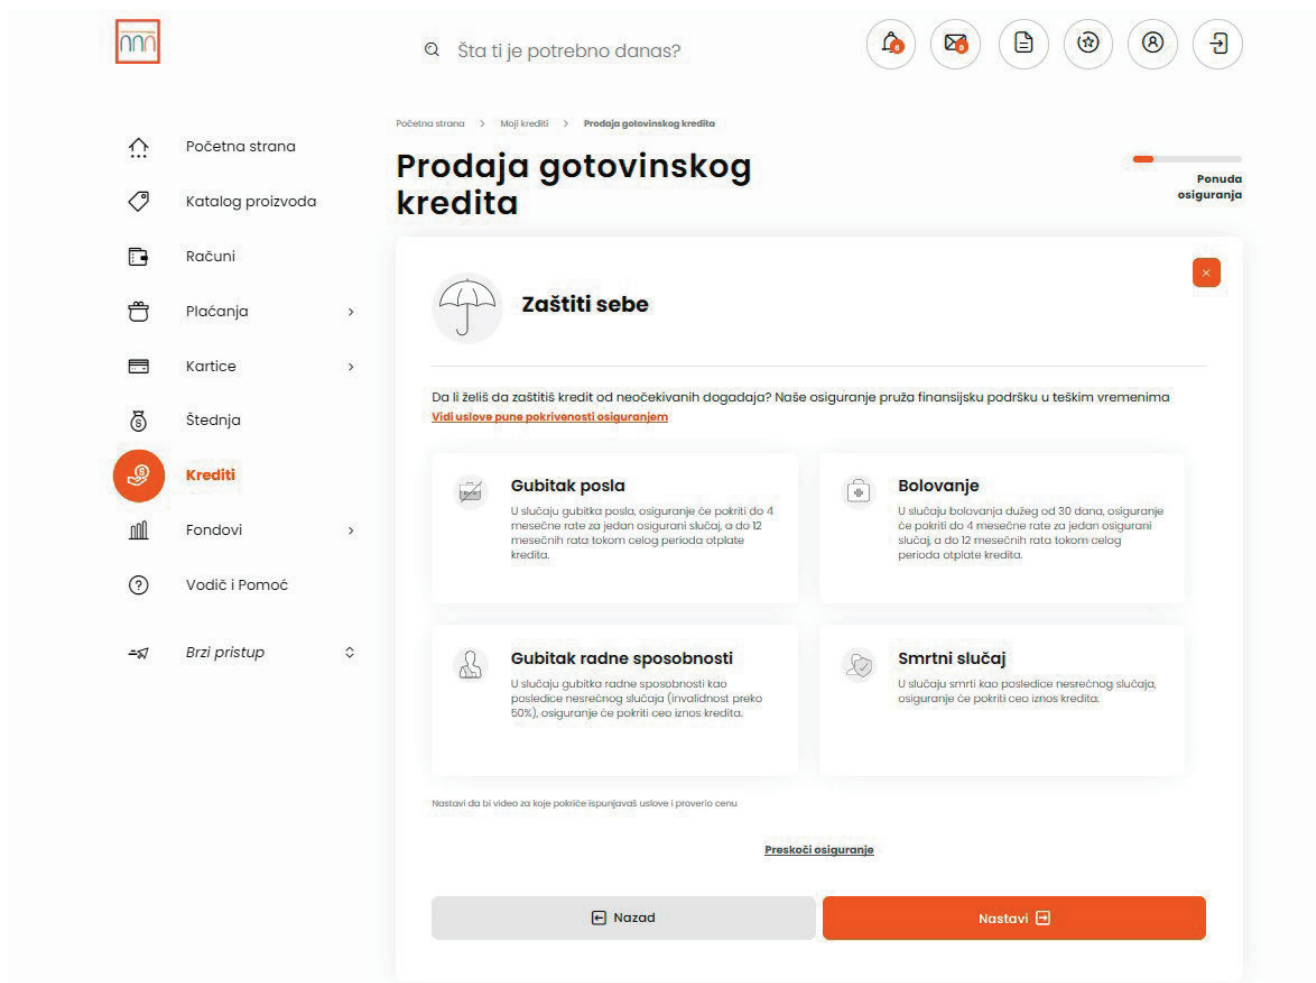 Šta ti je potrebno danas?
Početna strana > Moji krediti > Prodaja gotovinskog kredita
Prodaja gotovinskog
kredita
Ponuda
osiguranja
Početna strana
Katalog proizvoda
Računi
Plaćanja
Kartice
Štednja
Krediti
Fondovi
Vodič i Pomoć
Brzi pristup
Zaštiti sebe
Da li želiš da zaštitiš kredit od neočekivanih događaja? Naše osiguranje pruža finansijsku podršku u teškim vremenima
Vidi uslove pune pokrivenosti osiguranjem
Gubitak posla
U slučaju gubitka posla, osiguranje će pokriti do 4
mesečne rate za jedan osigurani slučaj, a do 12
mesečnih rata tokom celog perioda otplate
kredita.
Bolovanje
U slučaju bolovanja dužeg od 30 dana, osiguranje
će pokriti do 4 mesečne rate za jedan osigurani
slučaj, a do 12 mesečnih rata tokom celog
perioda otplate kredita.
Gubitak radne sposobnosti
U slučaju gubitka radne sposobnosti kao
posledice nesrećnog slučaja (invalidnost preko
50%), osiguranje će pokriti ceo iznos kredita.
Smrtni slučaj
U slučaju smrti kao posledice nesrećnog slučaja,
osiguranje će pokriti ceo iznos kredita.
Nastavi da bi video za koje pokriće ispunjavaš uslove i proverio cenu
Preskoči osiguranje
Nazad
Nastavi